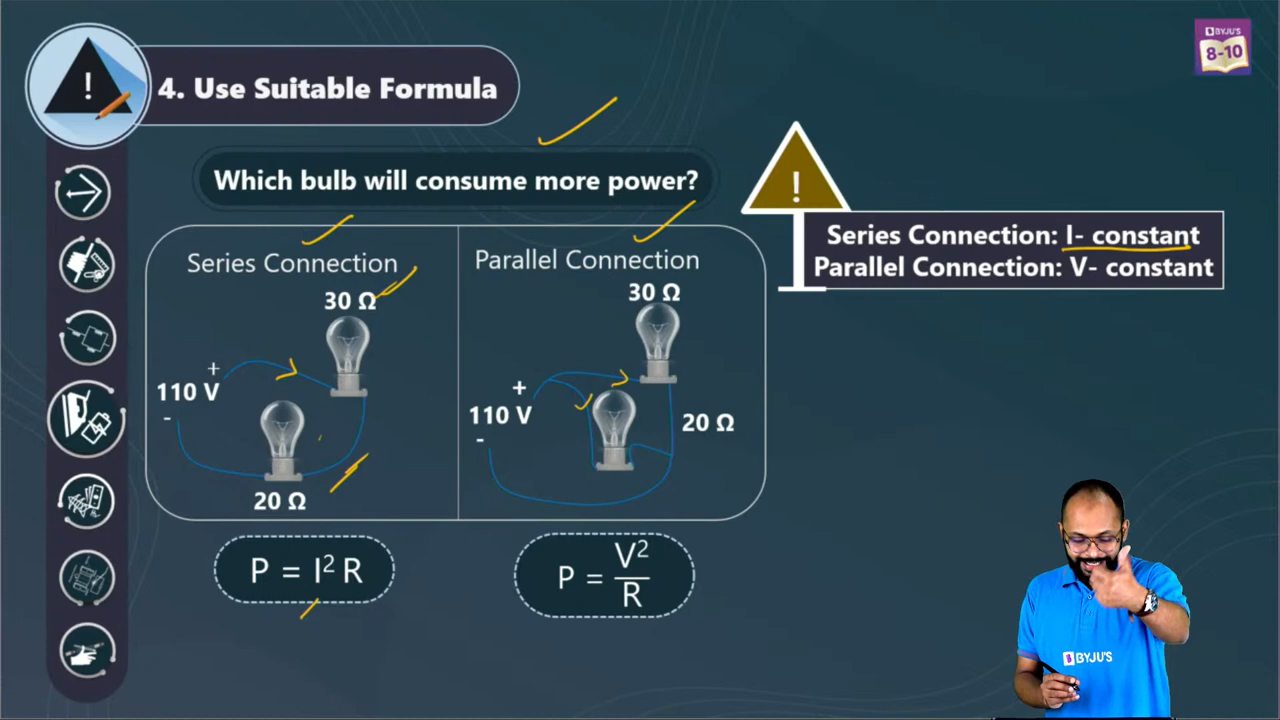 BYJU'S
8-10
!
4. Use Suitable Formula
Which bulb will consume more power?
!
Series Connection: I- constant
Parallel Connection: V- constant
Series Connection
30 Ω
+
110 V
-
20 Ω
Parallel Connection
30 Ω
+
110 V
-
20 Ω
P = I² R
P = V²/R
BYJU'S